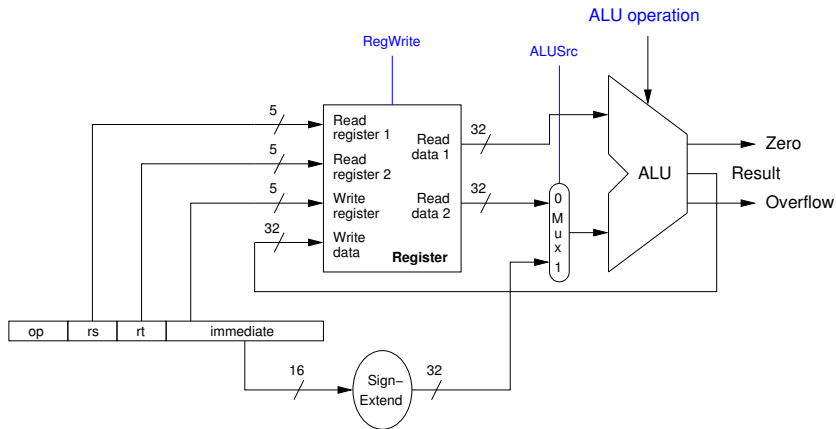 ALU operation
RegWrite
ALUSrc
5
Read
register 1
Read
data 1
32
Zero
5
Read
register 2
ALU
Result
5
Write
register
Read
data 2
32
0
M
u
x
1
Overflow
32
Write
data
Register
op
rs
rt
immediate
16
Sign-
Extend
32